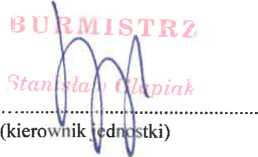 BURMISTRZ
Stanisław Glapiak
(kierownik jednostki)